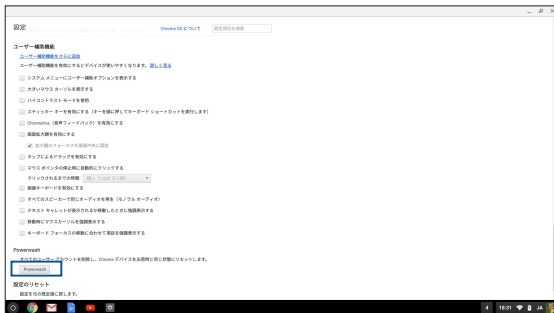 設定
Chrome OS について
設定項目を検索
ユーザー補助機能
ユーザー補助機能をさらに追加
ユーザー補助機能を有効にするとデバイスが使いやすくなります。 詳しく見る
システム メニューにユーザー補助オプションを表示する
大きいマウス カーソルを表示する
ハイコントラスト モードを使用
スティッキー キーを有効にする（キーを順に押してキーボード ショートカットを実行します）
ChromeVox（音声フィードバック）を有効にする
画面拡大鏡を有効にする
拡大鏡のフォーカスを画面中央に設定
タップによるドラッグを有効にする
マウス ポインタの停止時に自動的にクリックする
クリックされるまでの時間:
画面キーボードを有効にする
すべてのスピーカーで同じオーディオを再生（モノラル オーディオ）
テキスト キャレットが表示されるか移動したときに強調表示する
移動時にマウスカーソルを強調表示する
キーボード フォーカスの移動に合わせて項目を強調表示する
Powerwash
すべてのユーザー アカウントを削除し、Chrome デバイスを出荷時と同じ状態にリセットします。
Powerwash
設定のリセット
設定を元の既定値に戻します。
4 18:31 JA